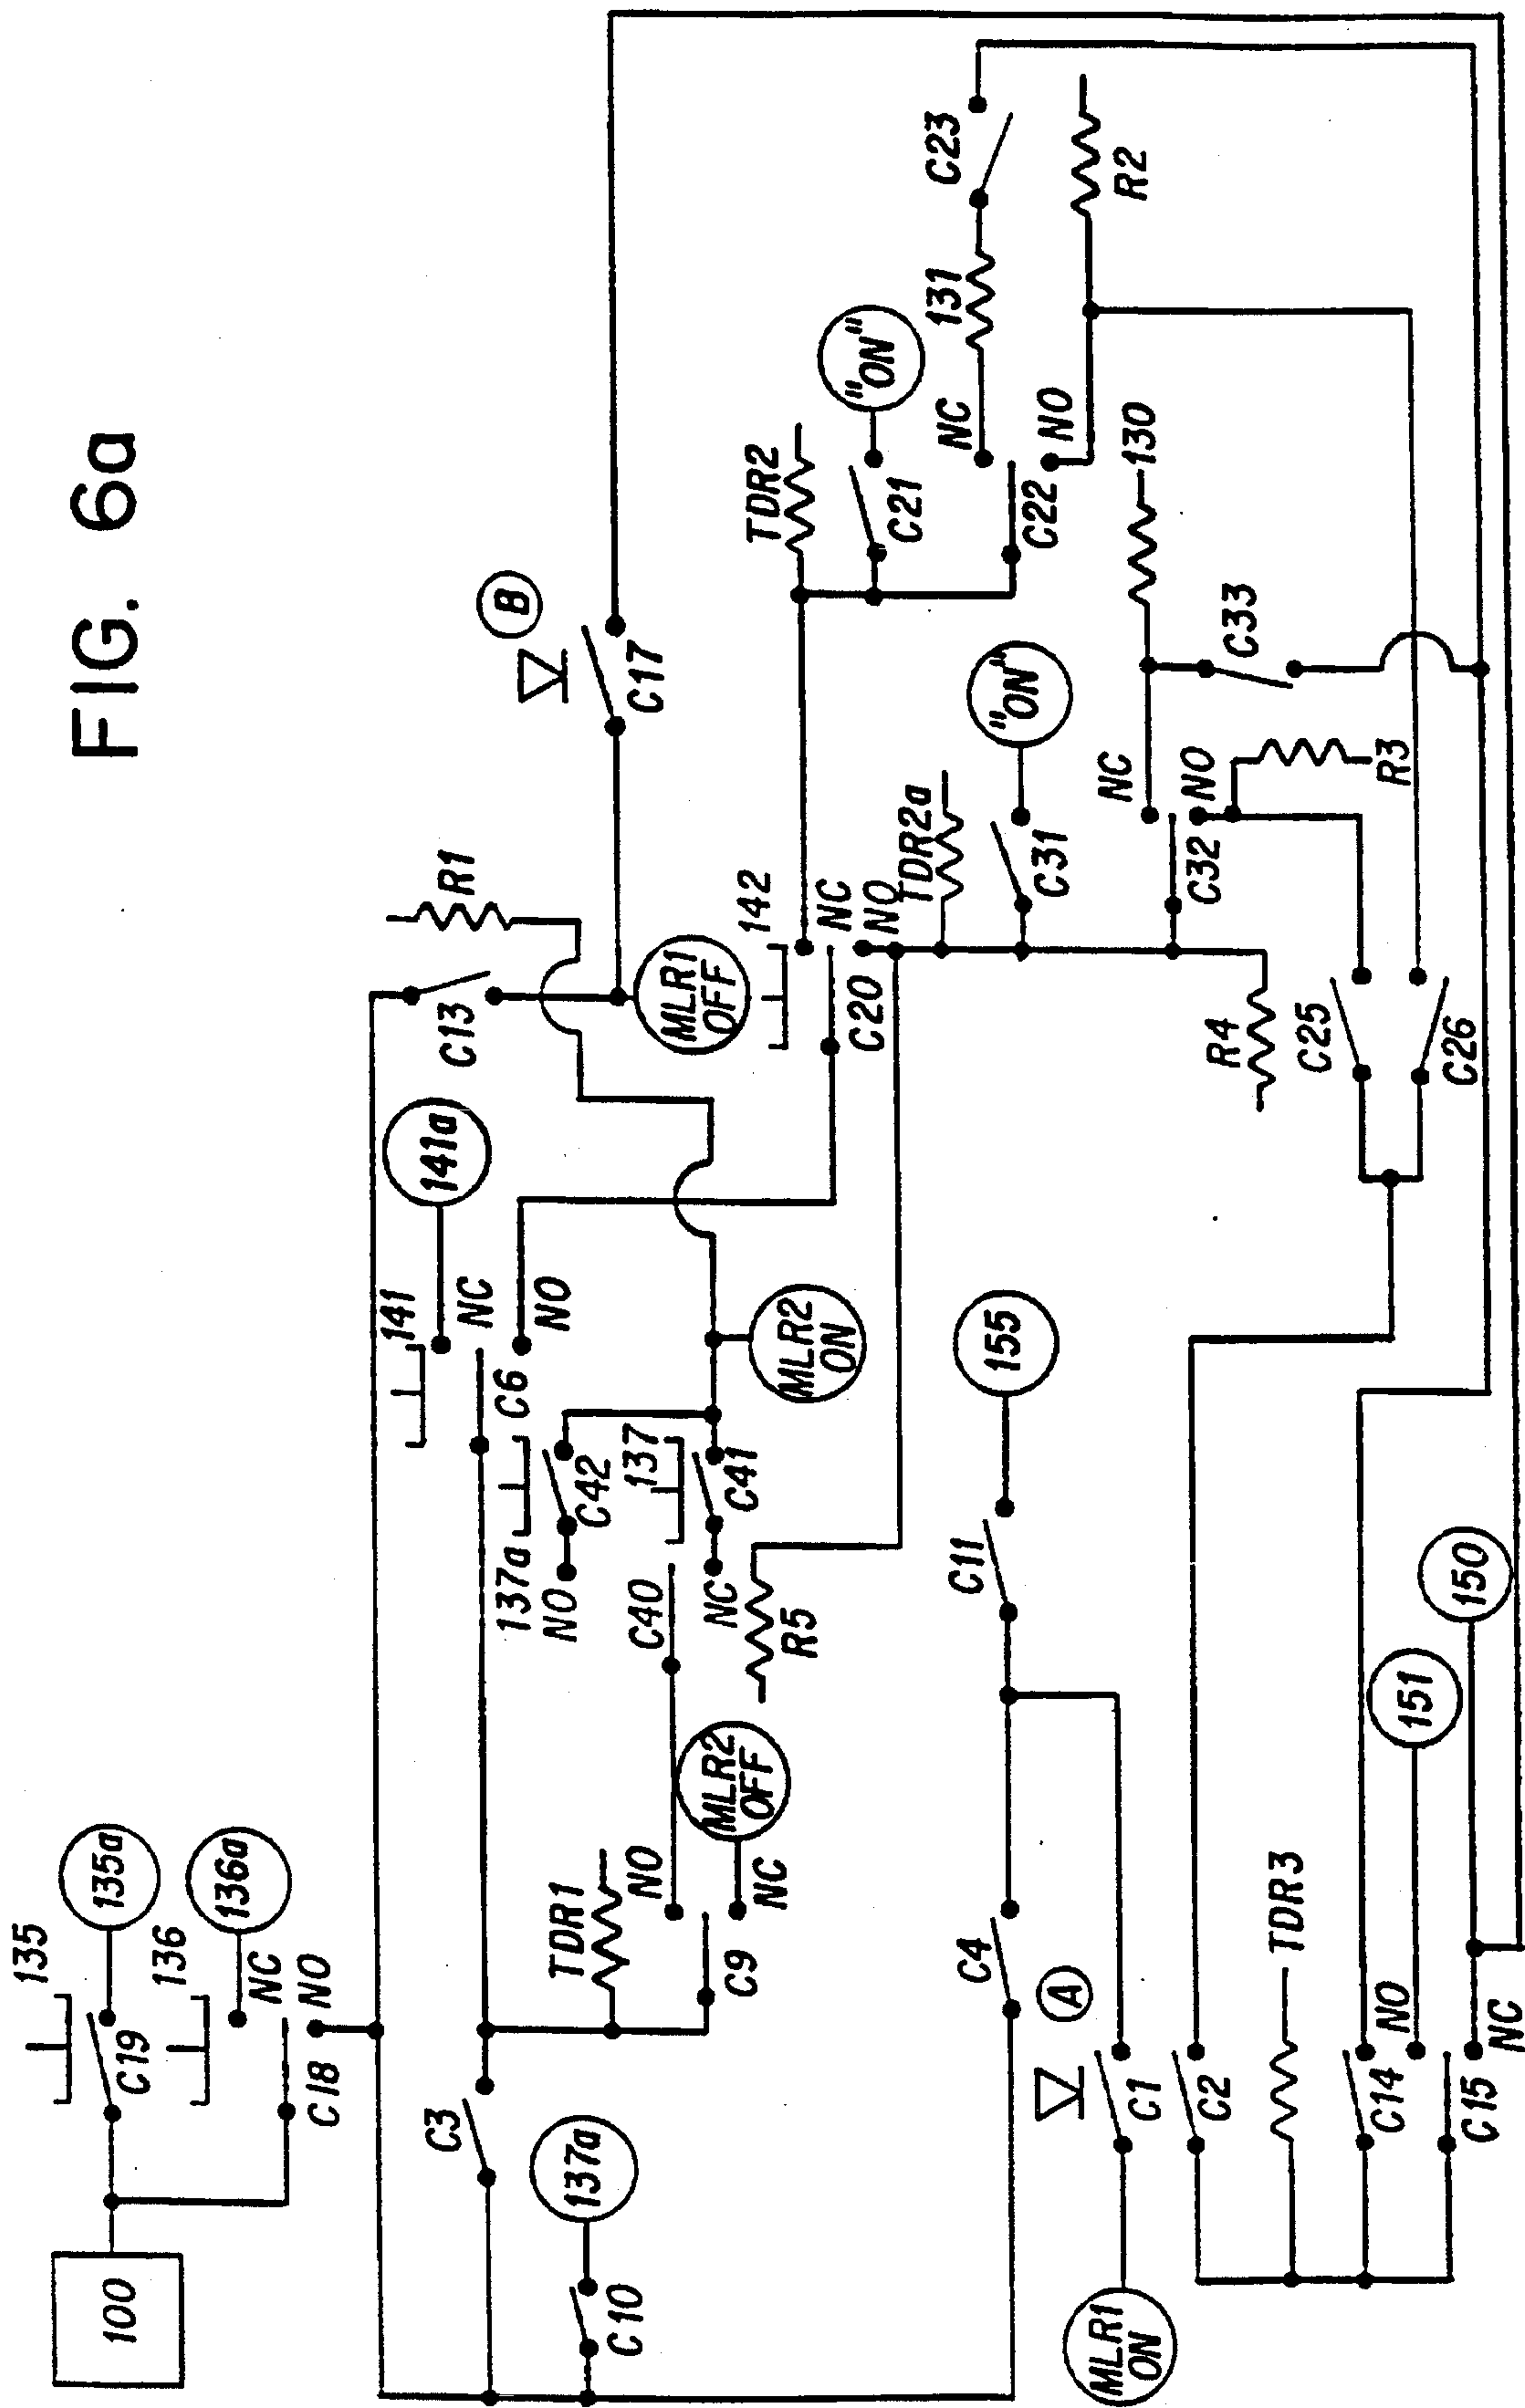 FIG. 6a
135
135a
C19
136
136a
NC
NO
C18
100
C3
C10
137a
TDR1
NO
NC
C9
MLR2
OFF
C40
NC
R5
137a
NO
C42
137
C41
141
141a
NC
NO
C6
MLR2
ON
C13
R1
MLR1
OFF
B
C17
142
NC
NO
C20
TDR2
C21
"ON"
NC
NO
C22
131
C23
R2
TDR2a
C31
"ON"
NC
NO
C32
130
C33
R3
R4
C25
C26
C4
C11
155
A
C1
MLR1
ON
C2
TDR3
C14
NO
151
C15
NC
150